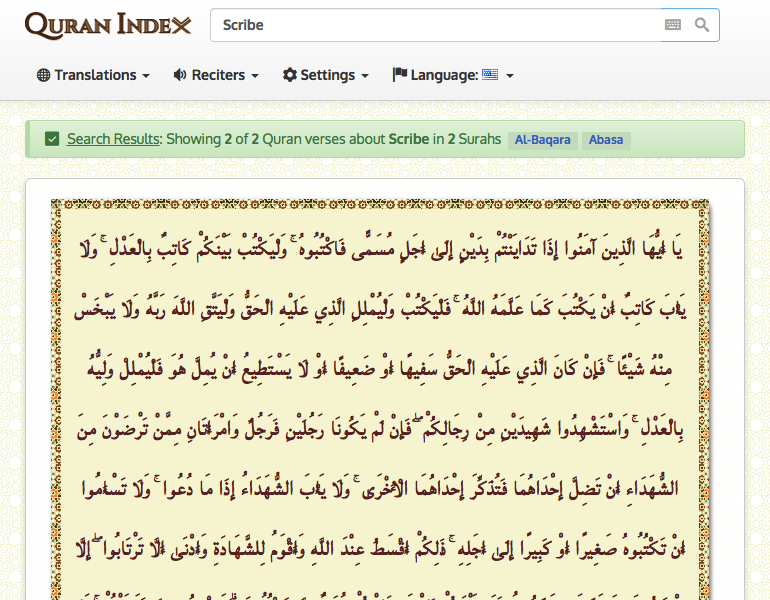 QURAN INDEX
Scribe
Translations
Reciters
Settings
Language:
Search Results: Showing 2 of 2 Quran verses about Scribe in 2 Surahs Al-Baqara Abasa
يَا أَيُّهَا الَّذِينَ آمَنُوا إِذَا تَدَايَنْتُمْ بِدَيْنٍ إِلَىٰ أَجَلٍ مُسَمًّى فَاكْتُبُوهُ ۚ وَلْيَكْتُبْ بَيْنَكُمْ كَاتِبٌ بِالْعَدْلِ ۚ وَلَا
يَأْبَ كَاتِبٌ أَنْ يَكْتُبَ كَمَا عَلَّمَهُ اللَّهُ ۚ فَلْيَكْتُبْ وَلْيُمْلِلِ الَّذِي عَلَيْهِ الْحَقُّ وَلْيَتَّقِ اللَّهَ رَبَّهُ وَلَا يَبْخَسْ
مِنْهُ شَيْئًا ۚ فَإِنْ كَانَ الَّذِي عَلَيْهِ الْحَقُّ سَفِيهًا أَوْ ضَعِيفًا أَوْ لَا يَسْتَطِيعُ أَنْ يُمِلَّ هُوَ فَلْيُمْلِلْ وَلِيُّهُ
بِالْعَدْلِ ۚ وَاسْتَشْهِدُوا شَهِيدَيْنِ مِنْ رِجَالِكُمْ ۖ فَإِنْ لَمْ يَكُونَا رَجُلَيْنِ فَرَجُلٌ وَامْرَأَتَانِ مِمَّنْ تَرْضَوْنَ مِنَ
الشُّهَدَاءِ أَنْ تَضِلَّ إِحْدَاهُمَا فَتُذَكِّرَ إِحْدَاهُمَا الْأُخْرَىٰ ۚ وَلَا يَأْبَ الشُّهَدَاءُ إِذَا مَا دُعُوا ۚ وَلَا تَسْأَمُوا
أَنْ تَكْتُبُوهُ صَغِيرًا أَوْ كَبِيرًا إِلَىٰ أَجَلِهِ ۚ ذَٰلِكُمْ أَقْسَطُ عِنْدَ اللَّهِ وَأَقْوَمُ لِلشَّهَادَةِ وَأَدْنَىٰ أَلَّا تَرْتَابُوا ۖ إِلَّا